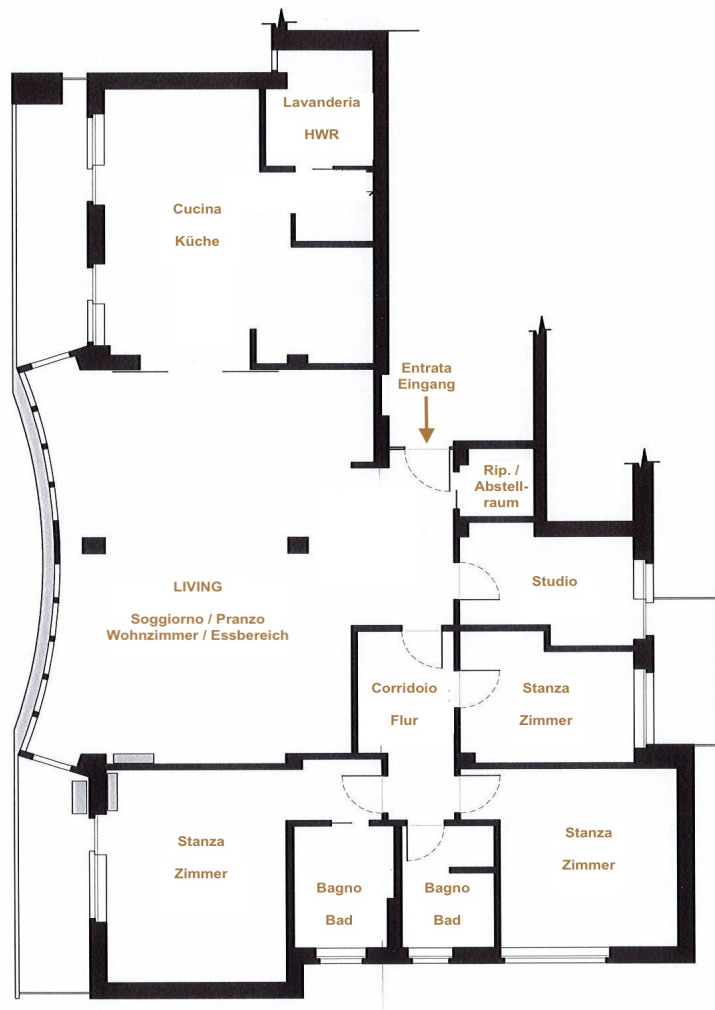 Lavanderia
HWR
Cucina
Küche
Entrata
Eingang
Rip. /
Abstell-
raum
Studio
LIVING
Soggiorno / Pranzo
Wohnzimmer / Essbereich
Corridoio
Flur
Stanza
Zimmer
Stanza
Zimmer
Stanza
Zimmer
Bagno
Bad
Bagno
Bad